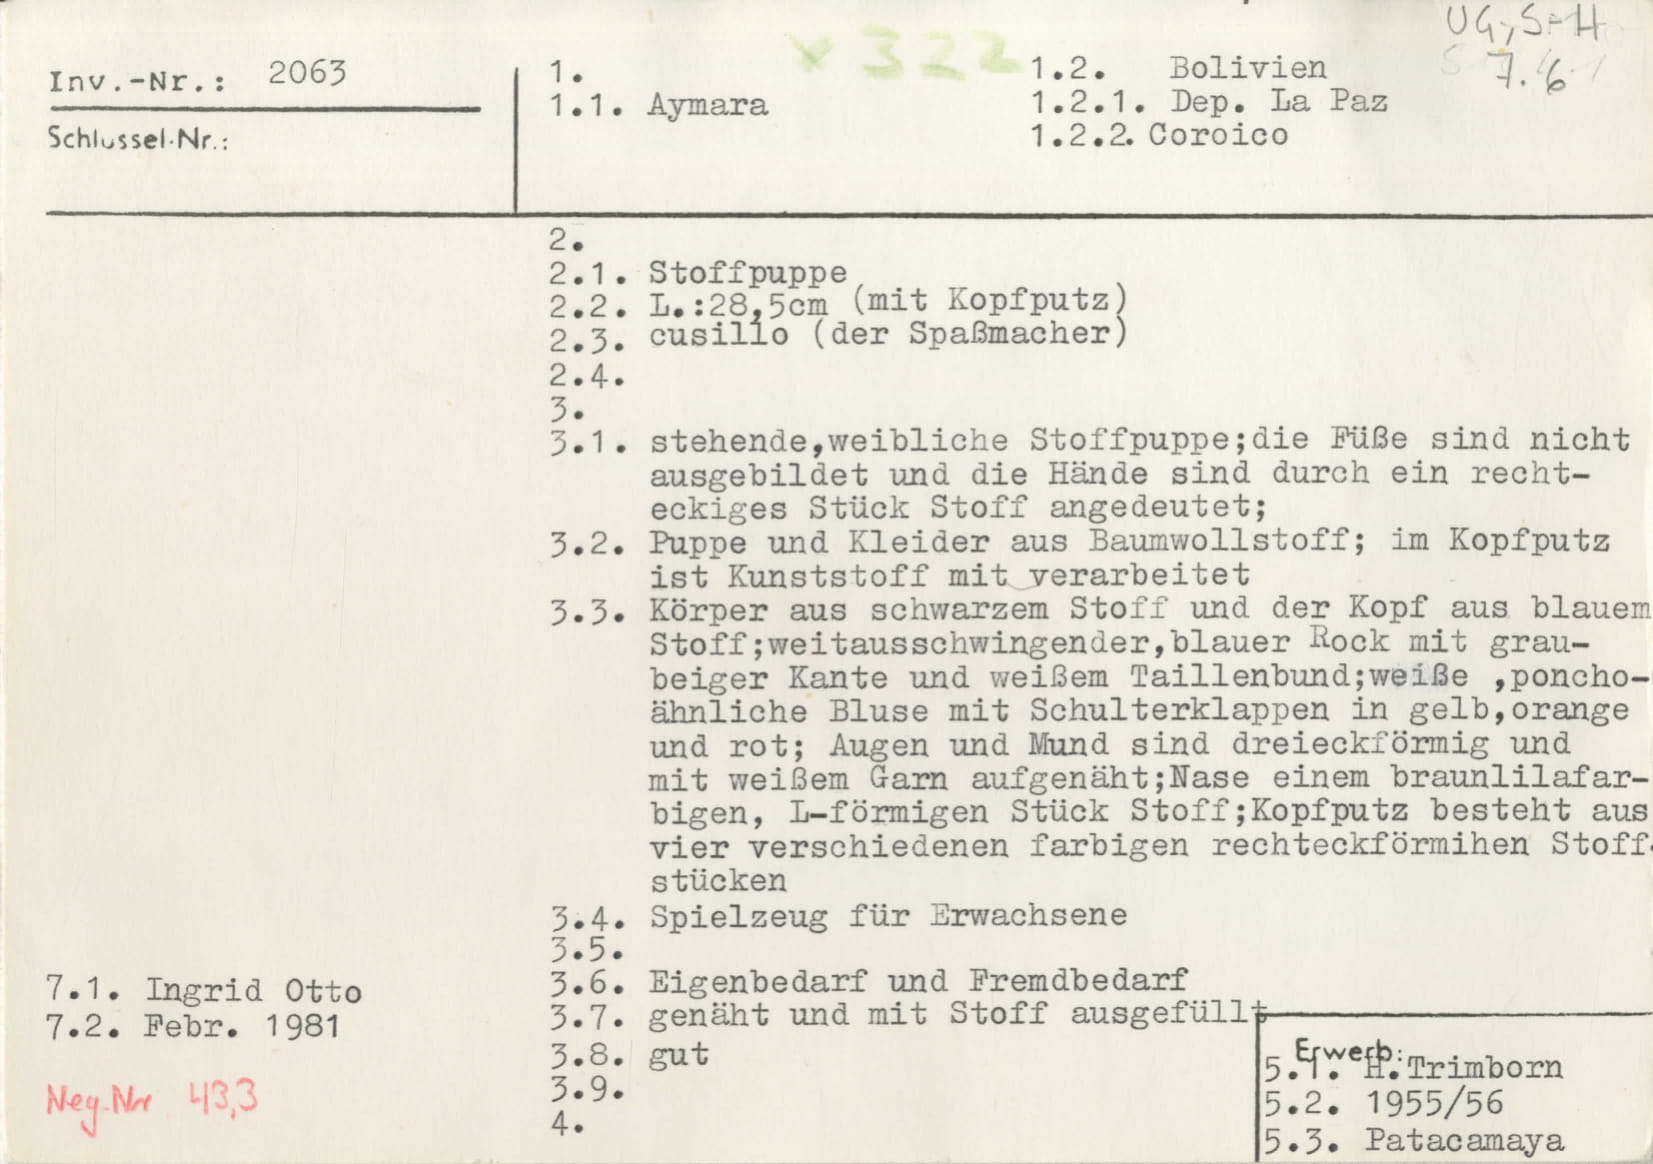 UG, S-H
7.6
x 322
Inv.-Nr.: 2063
Schlussel-Nr.:
1.
1.1. Aymara
1.2. Bolivien
1.2.1. Dep. La Paz
1.2.2. Coroico
2.
2.1. Stoffpuppe
2.2. L.:28,5cm (mit Kopfputz)
2.3. cusillo (der Spaßmacher)
2.4.
3.
3.1. stehende,weibliche Stoffpuppe;die Füße sind nicht
ausgebildet und die Hände sind durch ein recht-
eckiges Stück Stoff angedeutet;
3.2. Puppe und Kleider aus Baumwollstoff; im Kopfputz
ist Kunststoff mit verarbeitet
3.3. Körper aus schwarzem Stoff und der Kopf aus blauem
Stoff;weitausschwingender,blauer Rock mit grau-
beiger Kante und weißem Taillenbund;weiße ,poncho-
ähnliche Bluse mit Schulterklappen in gelb,orange
und rot; Augen und Mund sind dreieckförmig und
mit weißem Garn aufgenäht;Nase einem braunlilafar-
bigen, L-förmigen Stück Stoff;Kopfputz besteht aus
vier verschiedenen farbigen rechteckförmihen Stoff-
stücken
3.4. Spielzeug für Erwachsene
3.5.
3.6. Eigenbedarf und Fremdbedarf
3.7. genäht und mit Stoff ausgefüllt
3.8. gut
3.9.
4.
7.1. Ingrid Otto
7.2. Febr. 1981
Neg.Nr 43,3
Erwerb:
5.1. H.Trimborn
5.2. 1955/56
5.3. Patacamaya